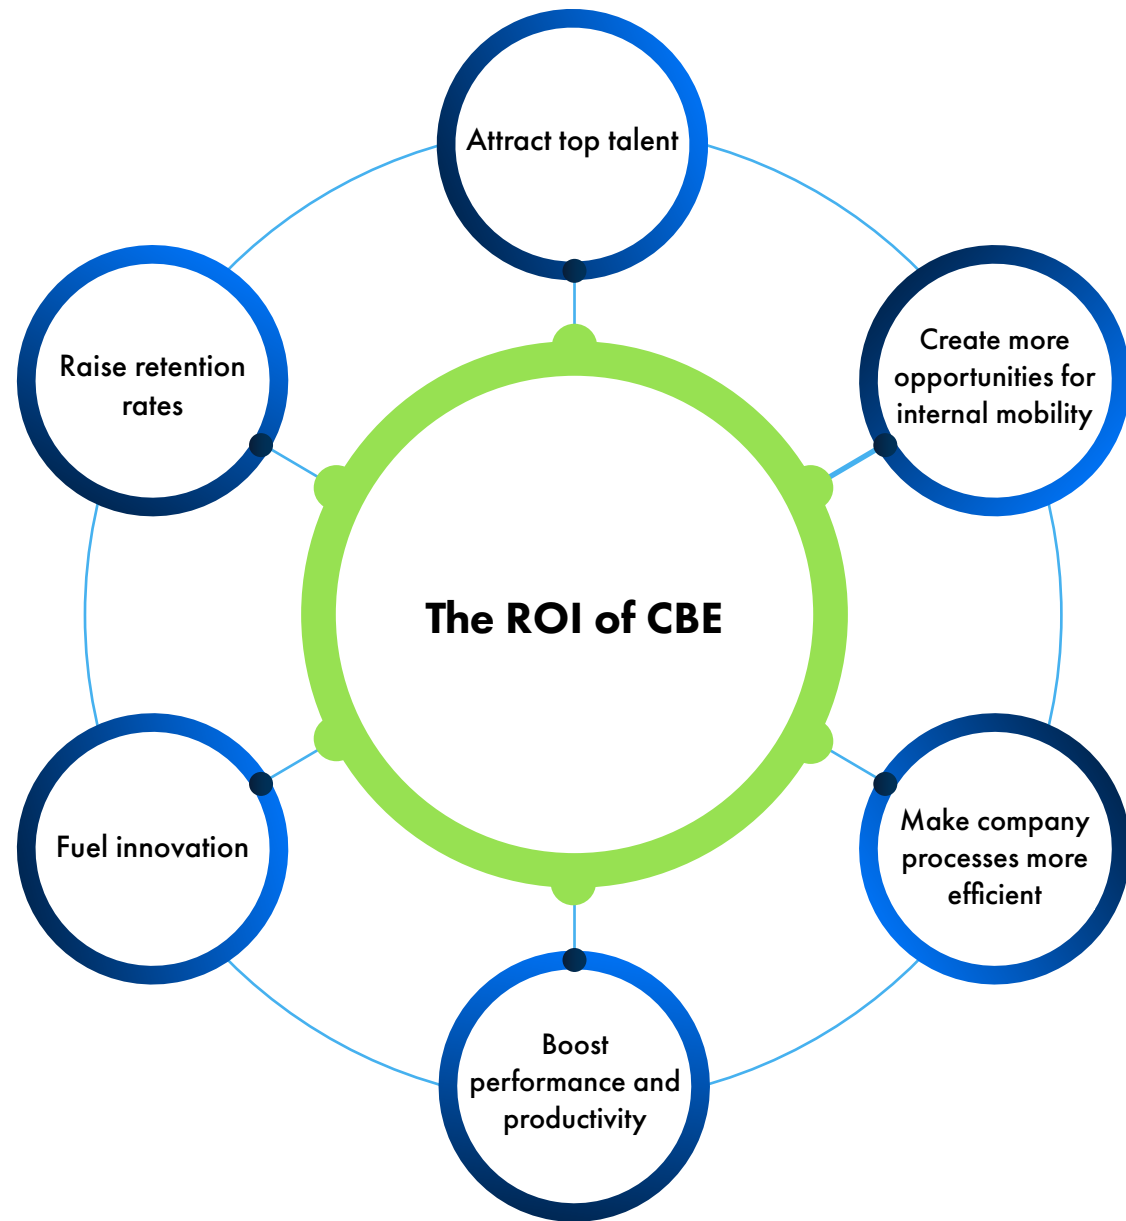 Attract top talent
Create more
opportunities for
internal mobility
Make company
processes more
efficient
Boost
performance and
productivity
Fuel innovation
Raise retention
rates
The ROI of CBE